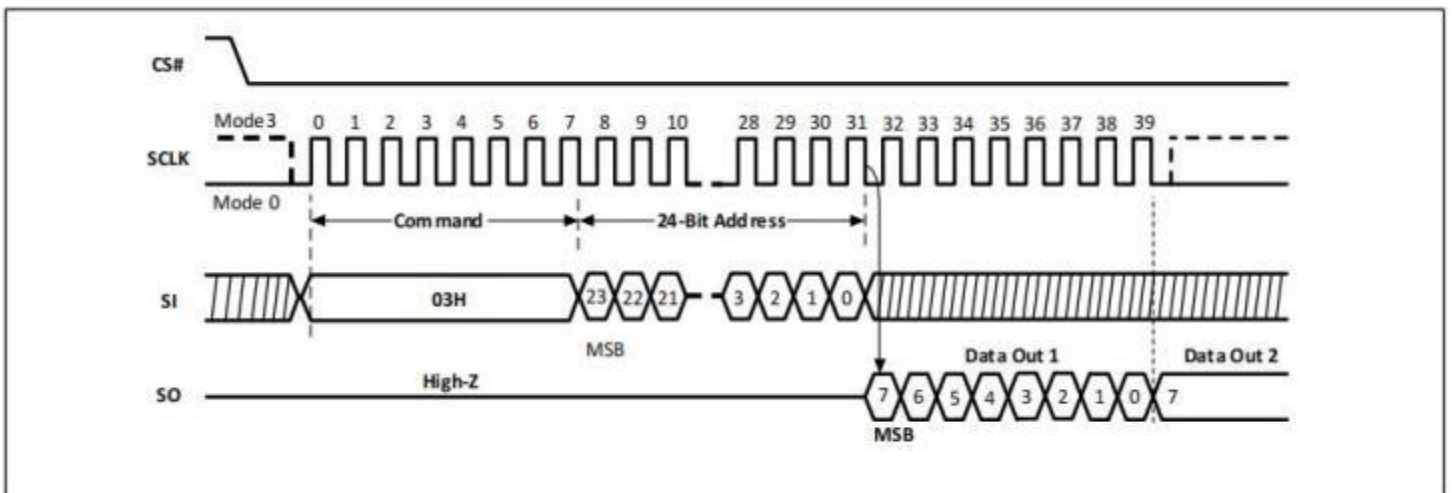 CS#
Mode 3 0 1 2 3 4 5 6 7 8 9 10 28 29 30 31 32 33 34 35 36 37 38 39
SCLK
Mode 0
Command 24-Bit Address
SI 03H 23 22 21 3 2 1 0
MSB Data Out 1 Data Out 2
High-Z
SO 7 6 5 4 3 2 1 0 7
MSB